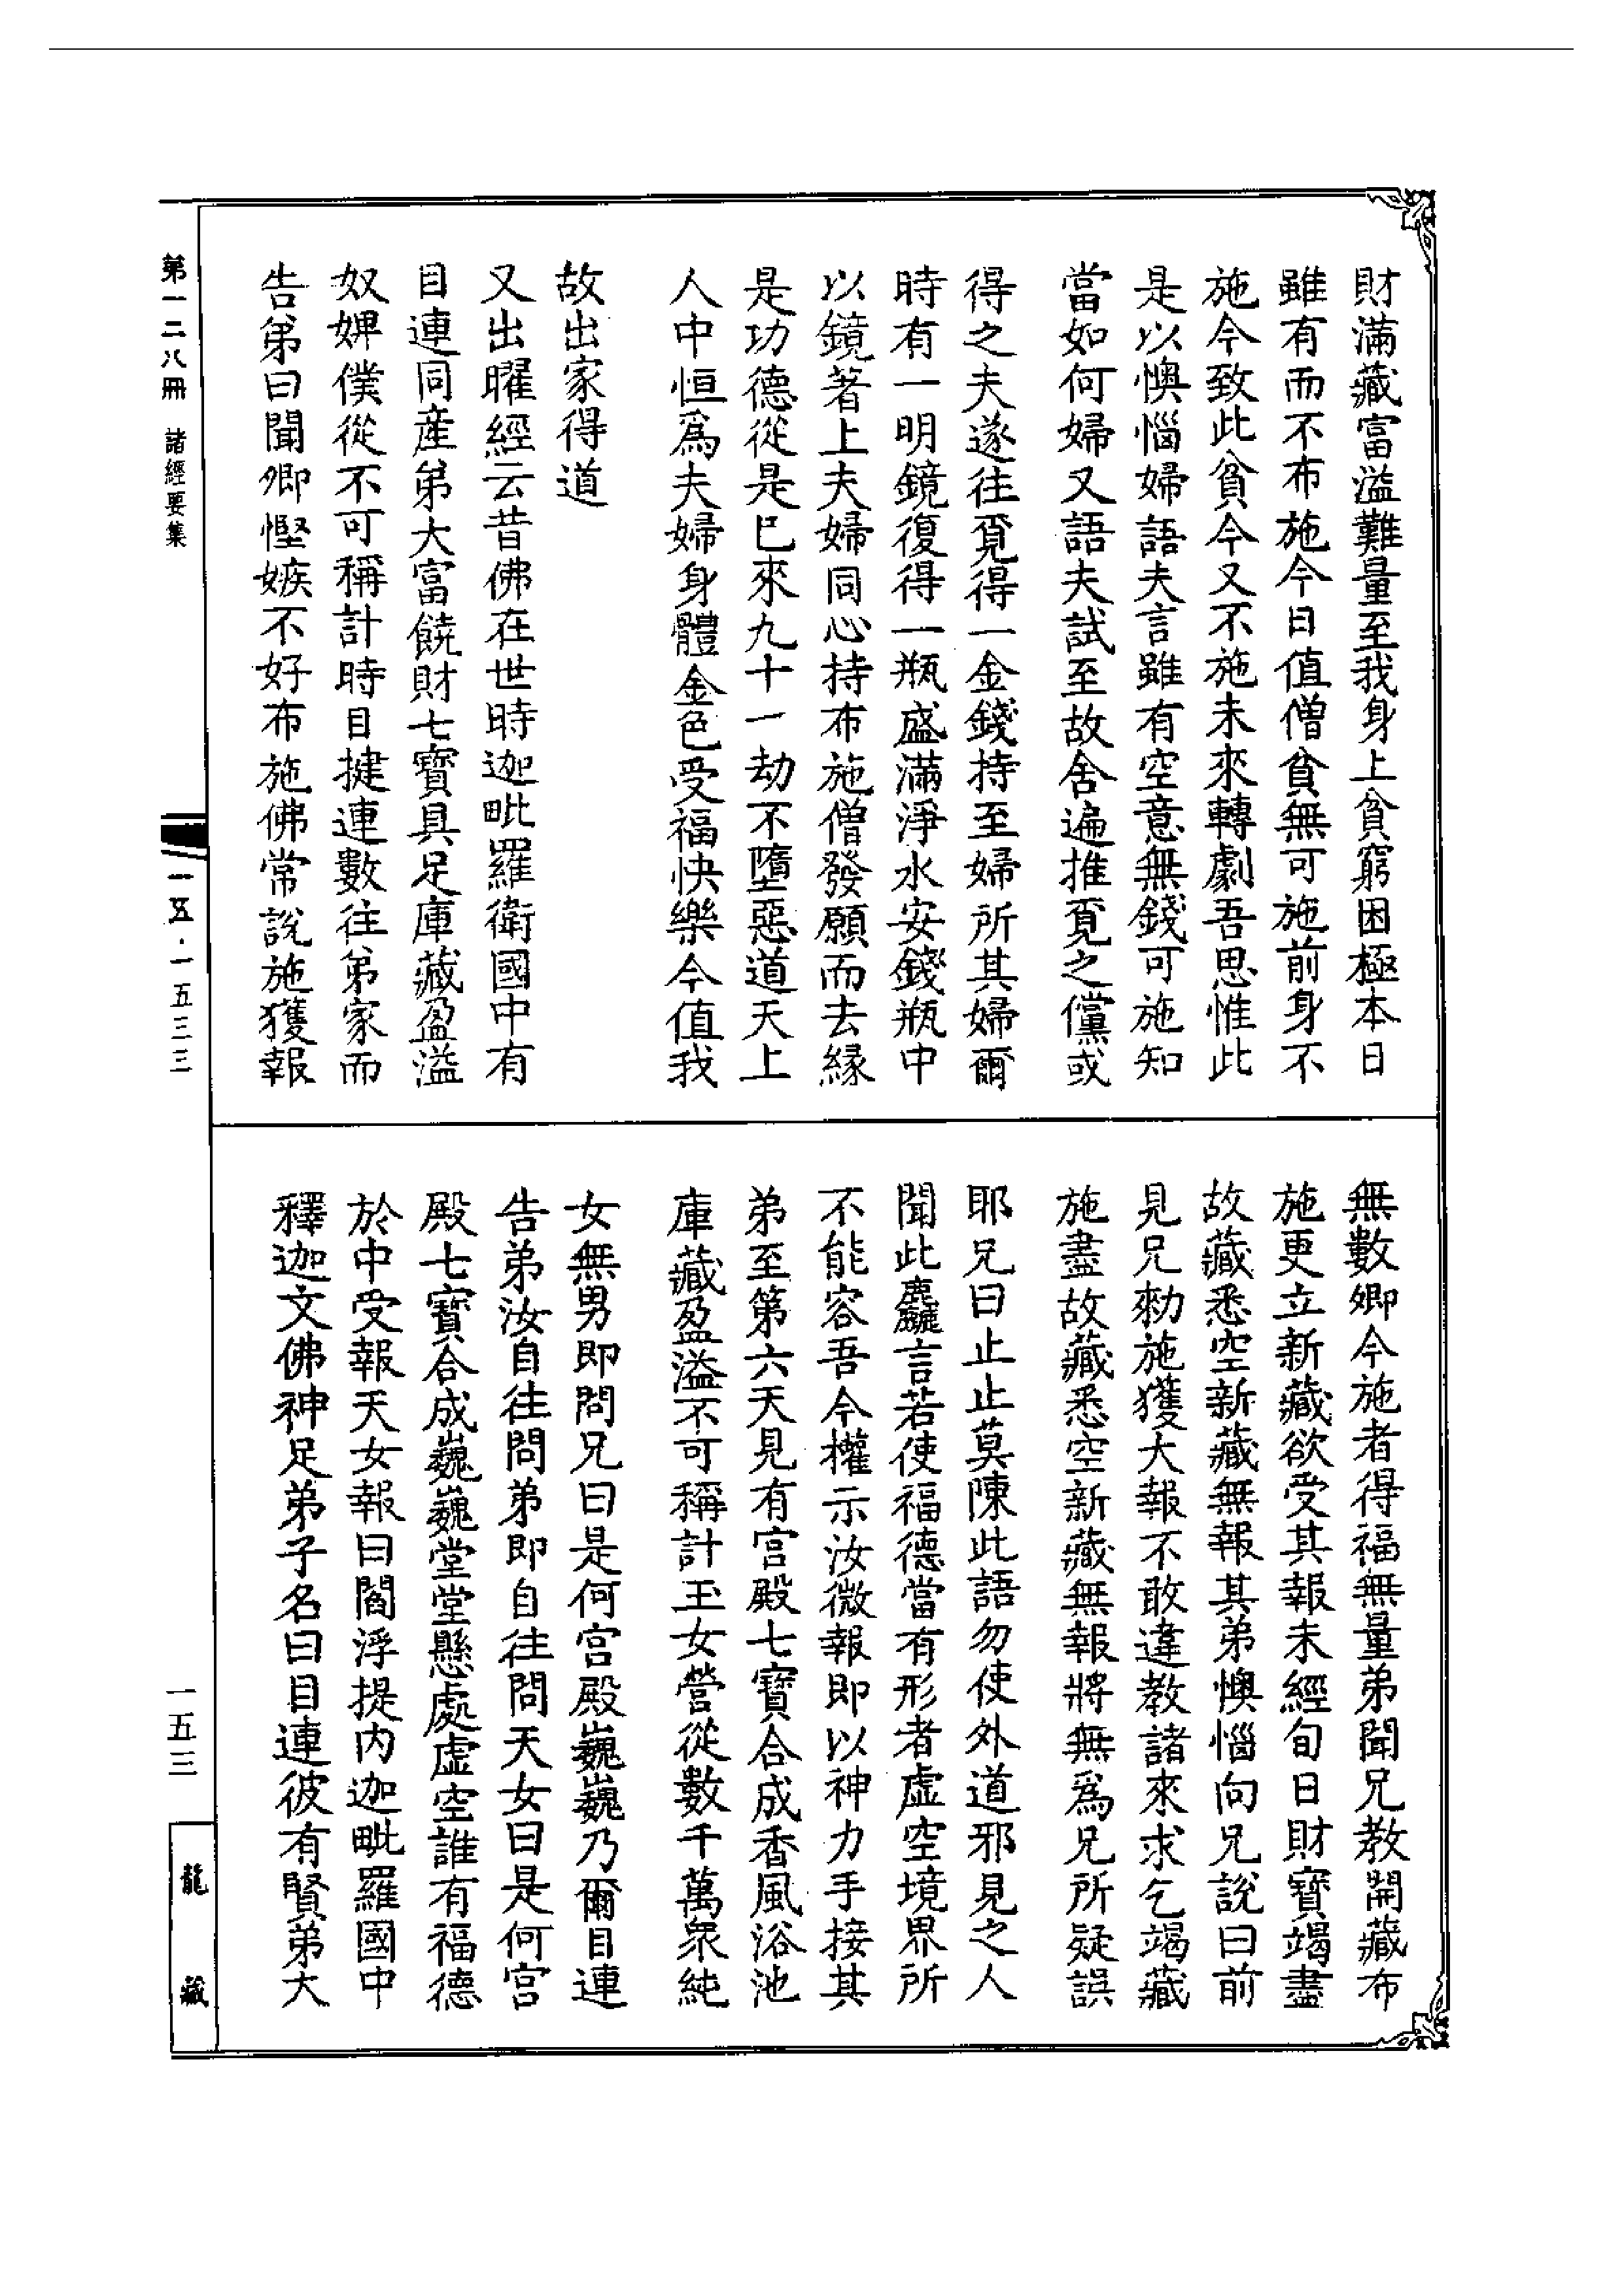 財滿藏富溢難量至我身上貧窮困極本日
雖有而不布施今日值僧貧無可施前身不
施今致此貧今又不施未來轉劇吾思惟此
是以懊惱婦語夫言雖有空意無錢可施知
當如何婦又語夫試至故舍遍推覓之儻或
得之夫遂往覓得一金錢持至婦所其婦爾
時有一明鏡復得一瓶盛滿淨水安錢瓶中
以鏡著上夫婦同心持布施僧發願而去緣
是功德從是已來九十一劫不墮惡道天上
人中恒爲夫婦身體金色受福快樂今值我
故出家得道
又出曜經云昔佛在世時迦毗羅衛國中有
目連同產弟大富饒財七寶具足庫藏盈溢
奴婢僕從不可稱計時目揵連數往弟家而
告弟曰聞卿慳嫉不好布施佛常說施獲報
無數卿今施者得福無量弟聞兄教開藏布
施更立新藏欲受其報未經旬日財寶竭盡
故藏悉空新藏無報其弟懊惱向兄說曰前
見兄勑施獲大報不敢違教諸來求乞竭藏
施盡故藏悉空新藏無報將無爲兄所疑誤
耶兄曰止止莫陳此語勿使外道邪見之人
聞此麤言若使福德當有形者虛空境界所
不能容吾今權示汝微報即以神力手接其
弟至第六天見有宮殿七寶合成香風浴池
庫藏盈溢不可稱計玉女營從數千萬衆純
女無男即問兄曰是何宮殿巍巍乃爾目連
告弟汝自往問弟即自往問天女曰是何宮
殿七寶合成巍巍堂堂懸處虛空誰有福德
於中受報天女報曰閻浮提内迦毗羅國中
釋迦文佛神足弟子名曰目連彼有賢弟大
第一二八冊 諸經要集
一五·一五三三
一五三
龍藏